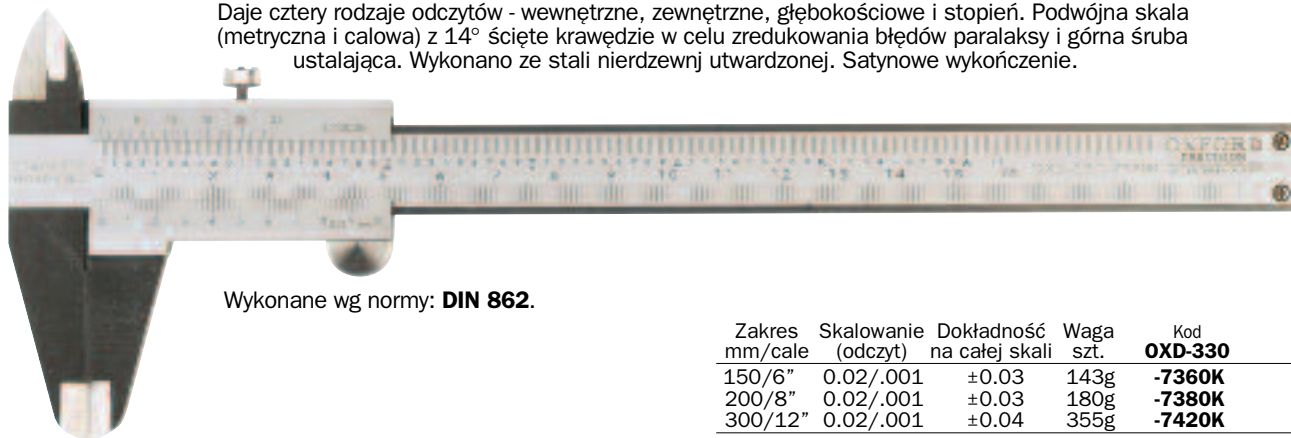 Daje cztery rodzaje odczytów - wewnętrzne, zewnętrzne, głębokościowe i stopień. Podwójna skala
(metryczna i calowa) z 14° ścięte krawędzie w celu zredukowania błędów paralaksy i górna śruba
ustalająca. Wykonano ze stali nierdzewnj utwardzonej. Satynowe wykończenie.
OXFORD
PRECISION
Wykonane wg normy: DIN 862.
Zakres Skalowanie Dokładność Waga Kod
mm/cale (odczyt) na całej skali szt. OXD-330
150/6” 0.02/.001 ±0.03 143g -7360K
200/8” 0.02/.001 ±0.03 180g -7380K
300/12” 0.02/.001 ±0.04 355g -7420K